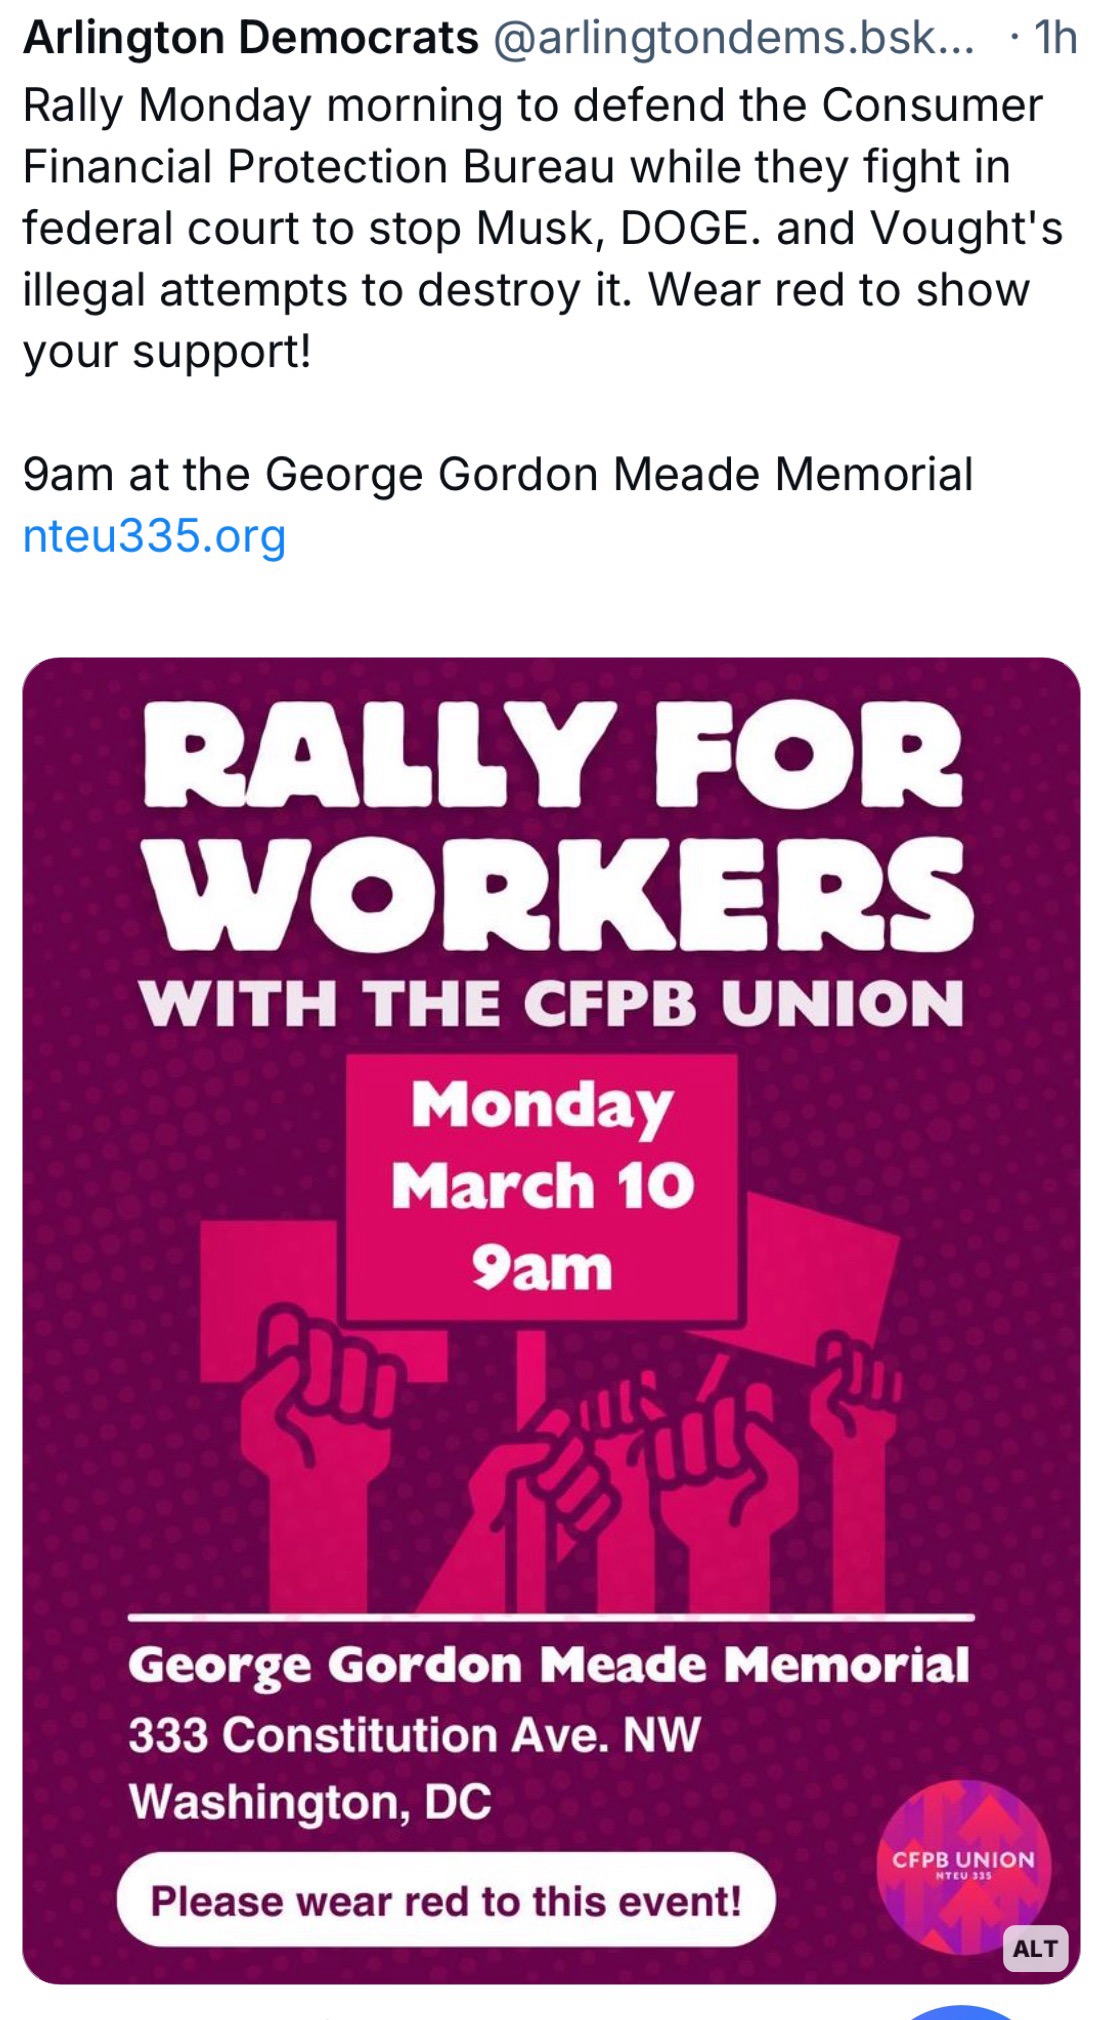 Arlington Democrats @arlingtondems.bsk... · 1h
Rally Monday morning to defend the Consumer
Financial Protection Bureau while they fight in
federal court to stop Musk, DOGE. and Vought's
illegal attempts to destroy it. Wear red to show
your support!
9am at the George Gordon Meade Memorial
nteu335.org
RALLY FOR
WORKERS
WITH THE CFPB UNION
Monday
March 10
9am
George Gordon Meade Memorial
333 Constitution Ave. NW
Washington, DC
Please wear red to this event!
CFPB UNION
NTEU 335
ALT